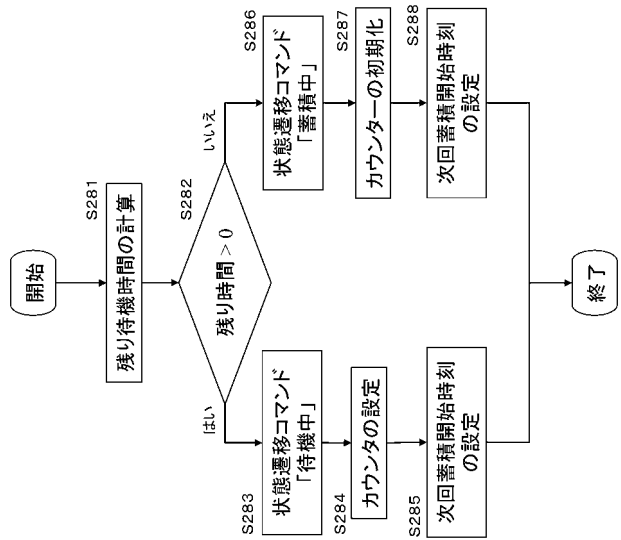 開始
S281
残り待機時間の計算
S282
残り時間 > 0
はい
いいえ
S283
状態遷移コマンド
「待機中」
S284
カウンタの設定
S285
次回蓄積開始時刻
の設定
S286
状態遷移コマンド
「蓄積中」
S287
カウンターの初期化
S288
次回蓄積開始時刻
の設定
終了